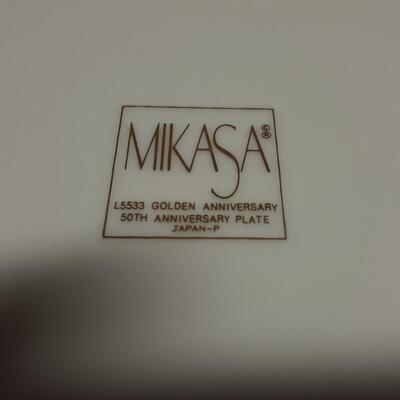 MIKASA®
L5533 GOLDEN ANNIVERSARY
50TH ANNIVERSARY PLATE
JAPAN-P